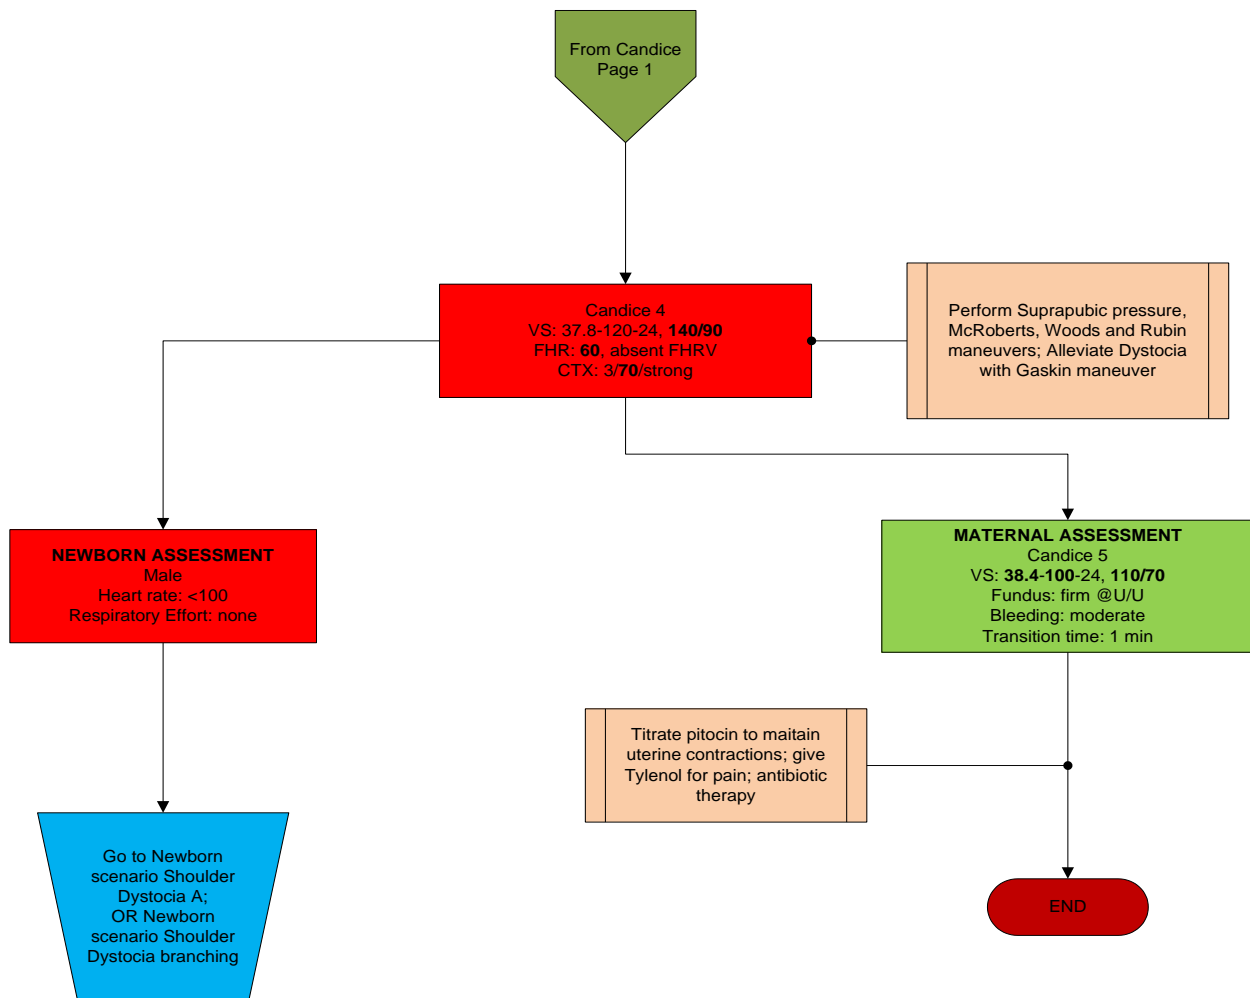 From Candice
Page 1
Candice 4
VS: 37.8-120-24, 140/90
FHR: 60, absent FHRV
CTX: 3/70/strong
Perform Suprapubic pressure,
McRoberts, Woods and Rubin
maneuvers; Alleviate Dystocia
with Gaskin maneuver
NEWBORN ASSESSMENT
Male
Heart rate: <100
Respiratory Effort: none
MATERNAL ASSESSMENT
Candice 5
VS: 38.4-100-24, 110/70
Fundus: firm @U/U
Bleeding: moderate
Transition time: 1 min
Titrate pitocin to maitain
uterine contractions; give
Tylenol for pain; antibiotic
therapy
Go to Newborn
scenario Shoulder
Dystocia A;
OR Newborn
scenario Shoulder
Dystocia branching
END